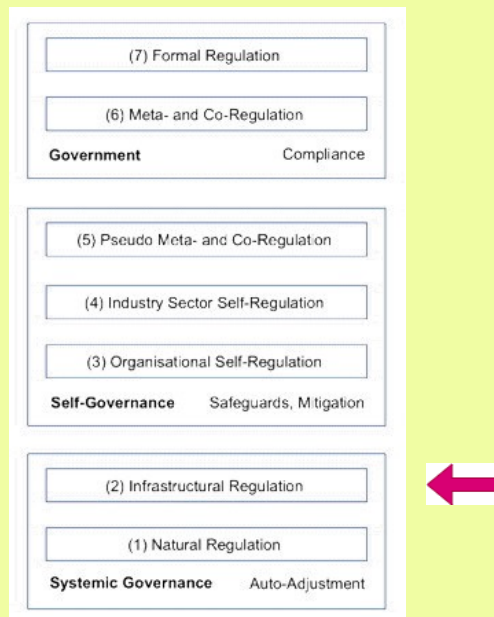 (7) Formal Regulation
(6) Meta- and Co-Regulation
Government Compliance
(5) Pseudo Meta- and Co-Regulation
(4) Industry Sector Self-Regulation
(3) Organisational Self-Regulation
Self-Governance Safeguards, Mitigation
(2) Infrastructural Regulation
(1) Natural Regulation
Systemic Governance Auto-Adjustment